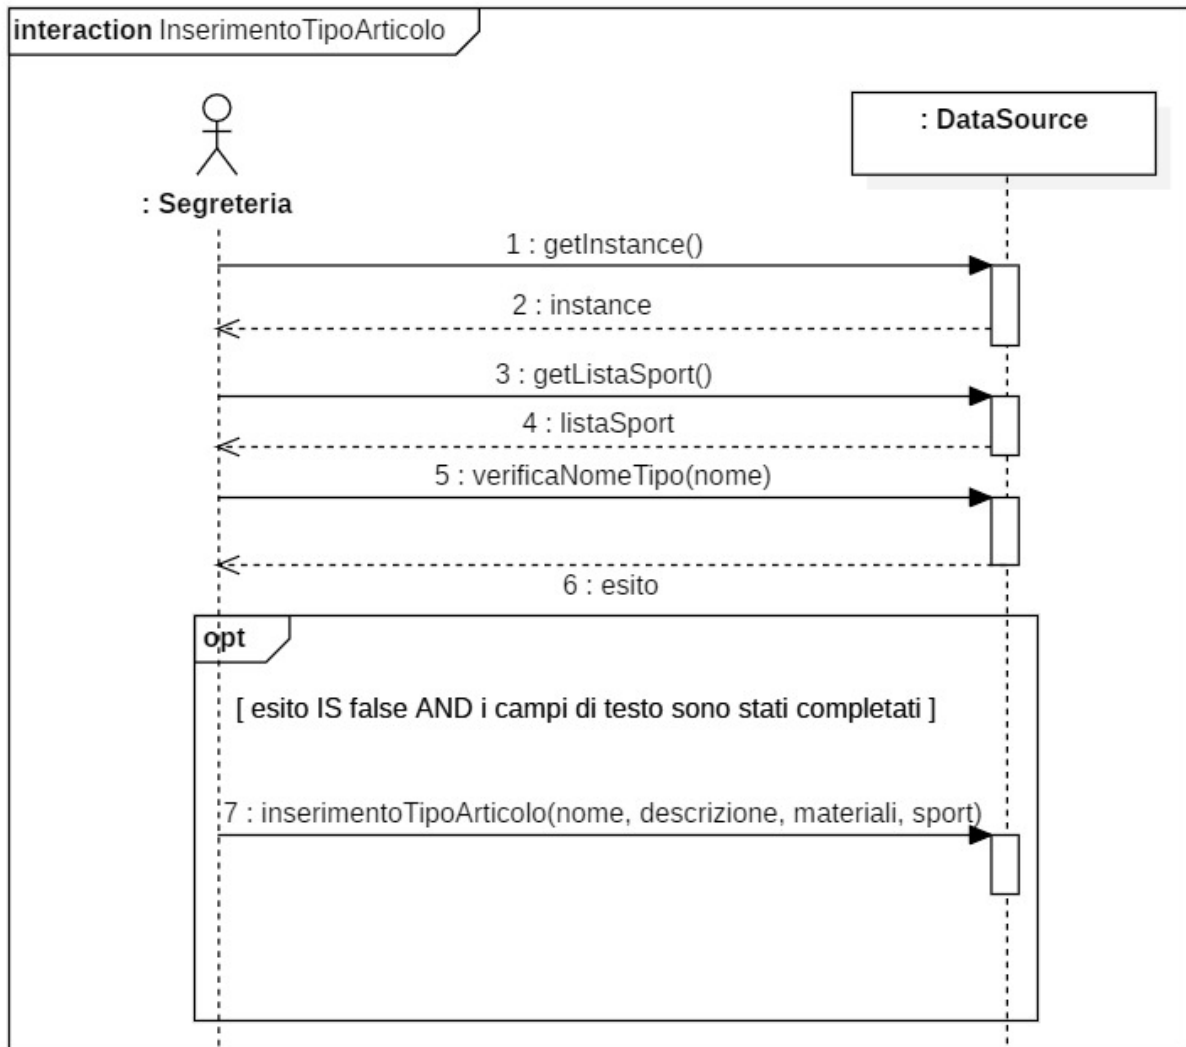 interaction InserimentoTipoArticolo
: Segreteria
: DataSource
1 : getInstance()
2 : instance
3 : getListaSport()
4 : listaSport
5 : verificaNomeTipo(nome)
6 : esito
opt
[ esito IS false AND i campi di testo sono stati completati ]
7 : inserimentoTipoArticolo(nome, descrizione, materiali, sport)